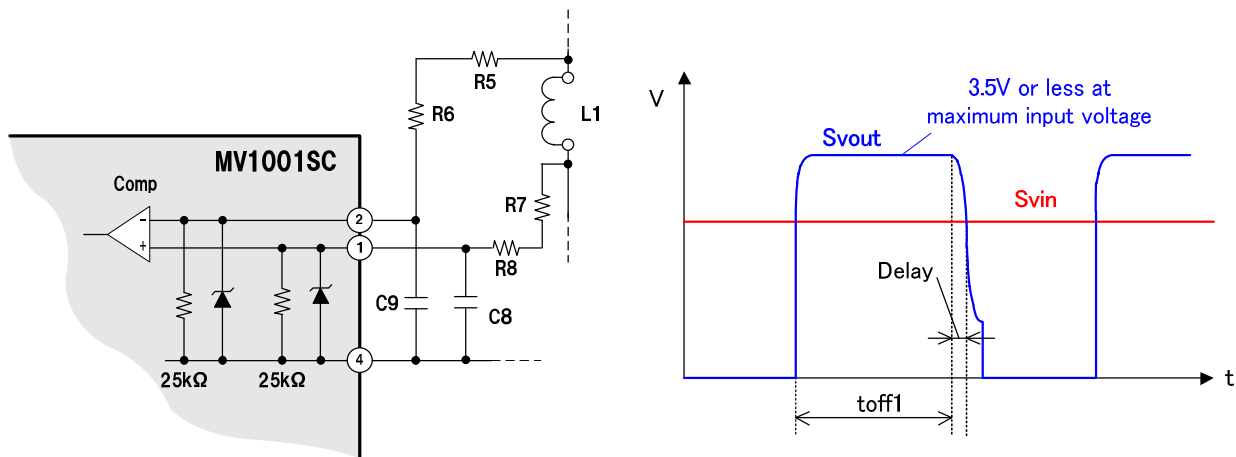 R5
R6
L1
MV1001SC
Comp
R7
-
2
+
1
R8
C9
C8
4
25kΩ
25kΩ
V
3.5V or less at
maximum input voltage
Svout
Svin
Delay
t
toff1